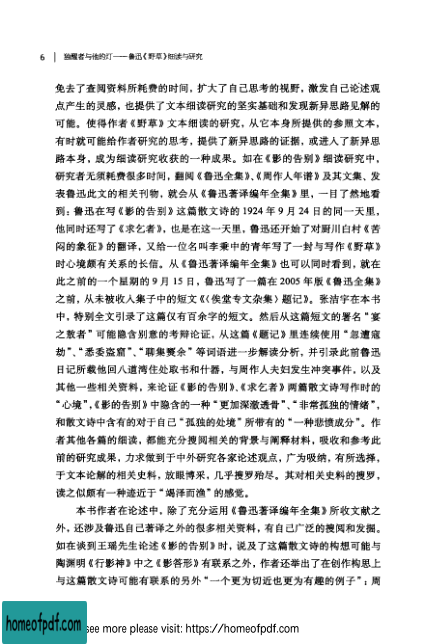 6 | 独醒者与他的灯——鲁迅《野草》细读与研究
免去了查阅资料所耗费的时间，扩大了自己思考的视野，激发自己论述观
点产生的灵感，也提供了文本细读研究的坚实基础和发现新异思路见解的
可能。使得作者《野草》文本细读的研究，从它本身所提供的参照文本，
有时就可能给作者研究的思考，提供了新异思路的证据，或进入了新异思
路本身，成为细读研究收获的一种成果。如在《影的告别》细读研究中，
研究者无须耗费很多时间，翻阅《鲁迅全集》、《周作人年谱》及其文集、发
表鲁迅此文的相关刊物，就会从《鲁迅著译编年全集》里，一目了然地看
到：鲁迅在写《影的告别》这篇散文诗的 1924 年 9 月 24 日的同一天里，
他同时还写了《求乞者》，也是在这一天里，鲁迅还开始了对厨川白村《苦
闷的象征》的翻译，又给一位名叫李秉中的青年写了一封与写作《野草》
时心境颇有关系的长信。从《鲁迅著译编年全集》也可以同时看到，就在
此之前的一个星期的 9 月 15 日，鲁迅写了一篇在 2005 年版《鲁迅全集》
之前，从未被收入集子中的短文《〈俟堂专文杂集〉题记》。张洁宇在本书
中，特别全文引录了这篇仅有百余字的短文。然后从这篇短文的署名“宴
之敖者”可能隐含别意的考辩论证，从这篇《题记》里连续使用“忽遭寇
劫”、“悉委盗窟”、“聊集燹余”等词语进一步解读分析，并引录此前鲁迅
日记所载他回八道湾住处取书和什器，与周作人夫妇发生冲突事件，以及
其他一些相关资料，来论证《影的告别》、《求乞者》两篇散文诗写作时的
“心境”，《影的告别》中隐含的一种“更加深潜透骨”、“非常孤独的情绪”，
和散文诗中含有的对于自己“孤独的处境”所带有的“一种悲愤成分”。作
者其他各篇的细读，都能充分搜阅相关的背景与阐释材料，吸收和参考此
前的研究成果，力求做到于中外研究各家论述观点，广为吸纳，有所选择，
于文本论解的相关史料，放眼博采，几乎搜罗殆尽。其对相关史料的搜罗，
读之似颇有一种迹近于“竭泽而渔”的感觉。
本书作者在论述中，除了充分运用《鲁迅著译编年全集》所收文献之
外，还涉及鲁迅自己著译之外的很多相关资料，有自己广泛的搜阅和发掘。
如在谈到王瑶先生论述《影的告别》时，说及了这篇散文诗的构想可能与
陶渊明《行影神》中之《影答形》有联系之外，作者还举出了在创作构思上
与这篇散文诗可能有联系的另外“一个更为切近也更为有趣的例子”：周
homeofpdf.com
see more please visit: https://homeofpdf.com